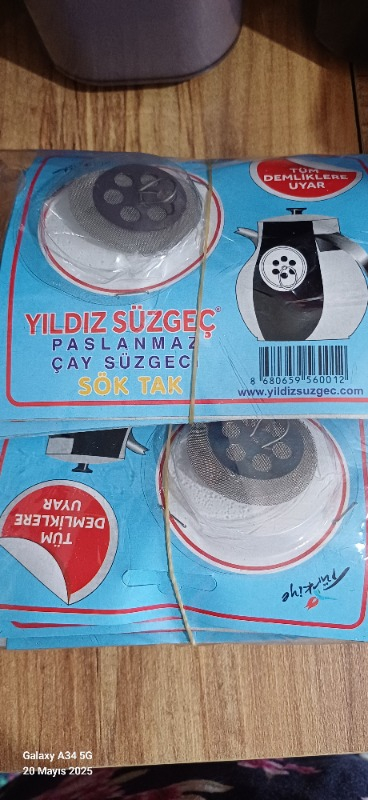 TÜM
DEMLİKLERE
UYAR
YILDIZ SÜZGEÇ®
PASLANMAZ
ÇAY SÜZGECİ
SÖK TAK
8 680659 560012
www.yildizsuzgec.com
TÜM
DEMLİKLERE
UYAR
Türkiye
Galaxy A34 5G
20 Mayıs 2025